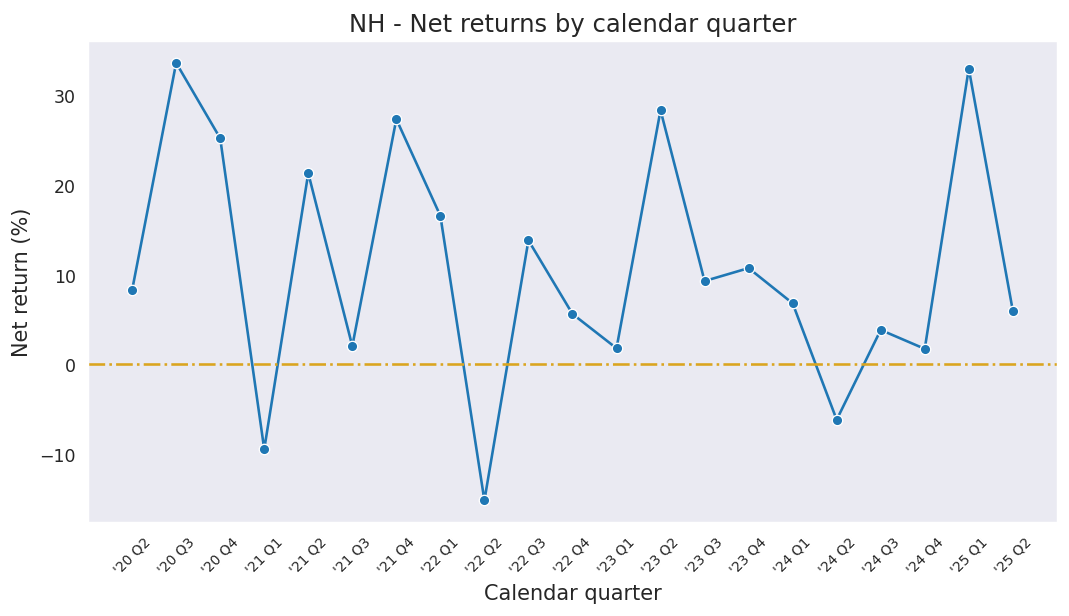 NH - Net returns by calendar quarter
Net return (%)
30
20
10
0
−10
'20 Q2
'20 Q3
'20 Q4
'21 Q1
'21 Q2
'21 Q3
'21 Q4
'22 Q1
'22 Q2
'22 Q3
'22 Q4
'23 Q1
'23 Q2
'23 Q3
'23 Q4
'24 Q1
'24 Q2
'24 Q3
'24 Q4
'25 Q1
'25 Q2
Calendar quarter